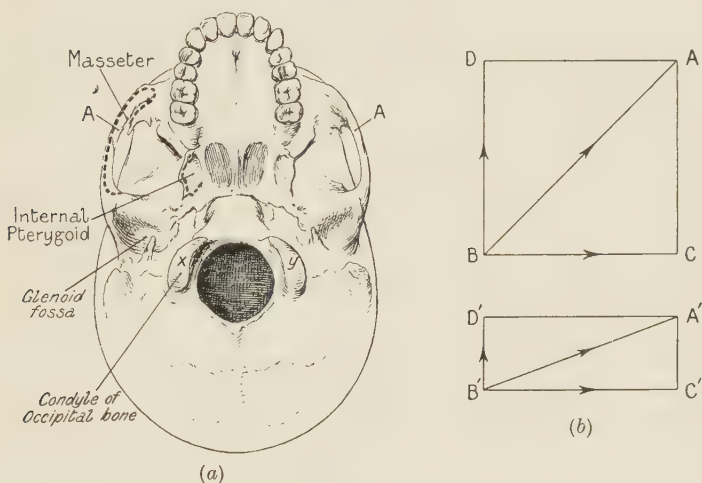 Masseter
A
A
Internal
Pterygoid
Glenoid
fossa
x
y
Condyle of
Occipital bone
(a)
D
A
B
C
D′
A′
B′
C′
(b)